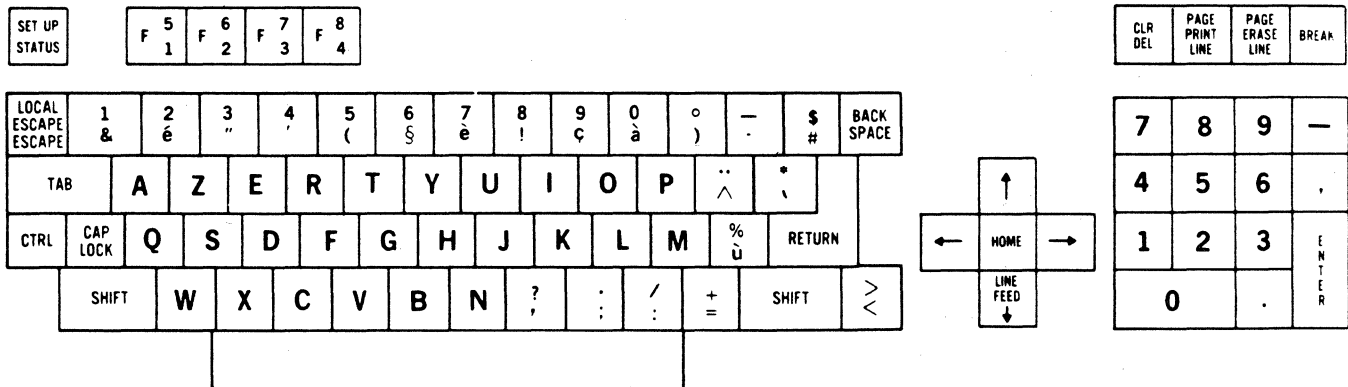 SET UP STATUS F 5 1 F 6 2 F 7 3 F 8 4 CLR DEL PAGE PRINT LINE PAGE ERASE LINE BREAK
LOCAL ESCAPE ESCAPE 1 & 2 é 3 " 4 ' 5 ( 6 § 7 è 8 ! 9 ç 0 à ° ) — - $ # BACK SPACE 7 8 9 —
TAB A Z E R T Y U I O P ¨ ^ * ` ↑ 4 5 6 ,
CTRL CAP LOCK Q S D F G H J K L M % ù RETURN ← HOME → 1 2 3 ENTER
SHIFT W X C V B N ? , . ; / : + = SHIFT > < LINE FEED ↓ 0 .